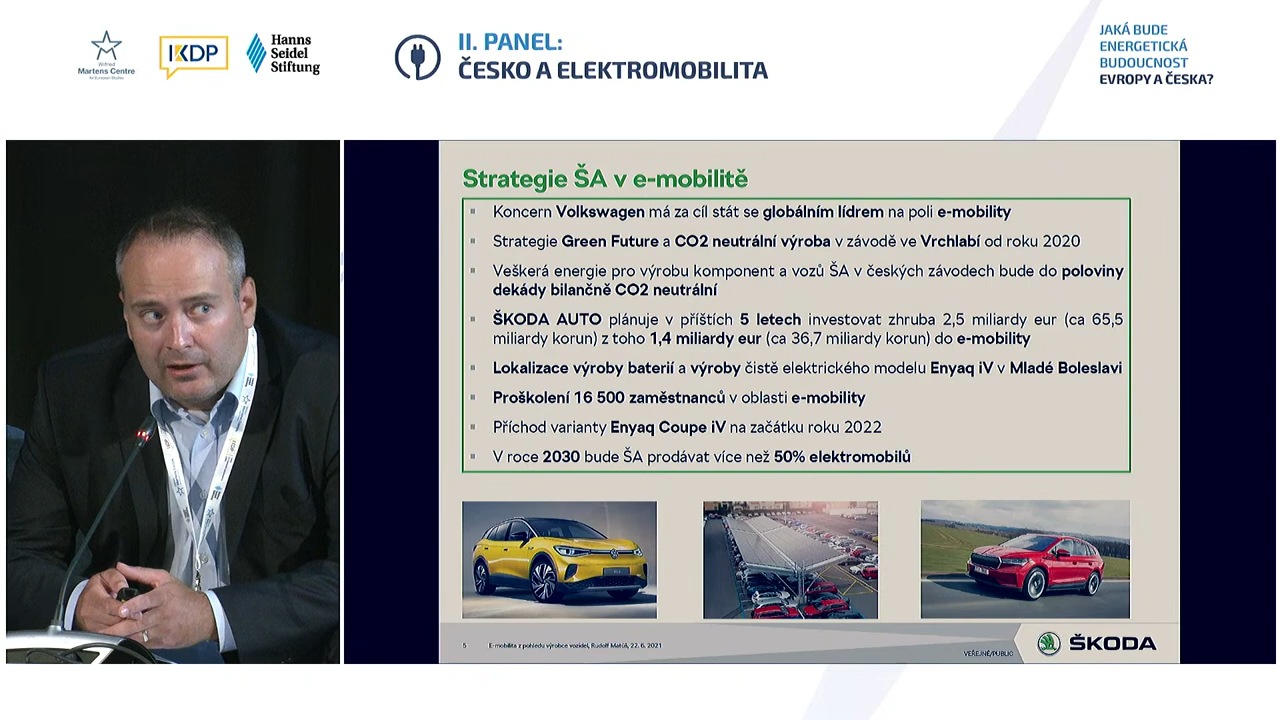 Wilfried
Martens Centre
for European Studies
IKDP
Hanns
Seidel
Stiftung
II. PANEL:
ČESKO A ELEKTROMOBILITA
JAKÁ BUDE
ENERGETICKÁ
BUDOUCNOST
EVROPY A ČESKA?
Strategie ŠA v e-mobilitě
Koncern Volkswagen má za cíl stát se globálním lídrem na poli e-mobility
Strategie Green Future a CO2 neutrální výroba v závodě ve Vrchlabí od roku 2020
Veškerá energie pro výrobu komponent a vozů ŠA v českých závodech bude do poloviny
dekády bilančně CO2 neutrální
ŠKODA AUTO plánuje v příštích 5 letech investovat zhruba 2,5 miliardy eur (ca 65,5
miliardy korun) z toho 1,4 miliardy eur (ca 36,7 miliardy korun) do e-mobility
Lokalizace výroby baterií a výroby čistě elektrického modelu Enyaq iV v Mladé Boleslavi
Proškolení 16 500 zaměstnanců v oblasti e-mobility
Příchod varianty Enyaq Coupe iV na začátku roku 2022
V roce 2030 bude ŠA prodávat více než 50% elektromobilů
5 E-mobilita z pohledu výrobce vozidel, Rudolf Matúš, 22. 6. 2021
VEŘEJNÉ/PUBLIC
ŠKODA